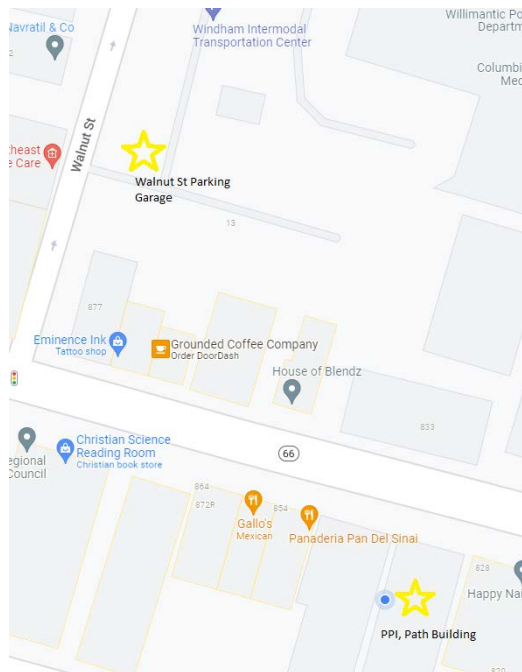 Navratil & Co
Windham Intermodal
Transportation Center
Willimantic Po
Departm
Columbi
Mec
Walnut St
heast
e Care
Walnut St Parking
Garage
13
877
Eminence Ink
Tattoo shop
Grounded Coffee Company
Order DoorDash
House of Blendz
833
Christian Science
Reading Room
Christian book store
66
egional
Council
864
872R
854
Gallo's
Mexican
Panaderia Pan Del Sinai
828
Happy Nai
PPI, Path Building
820